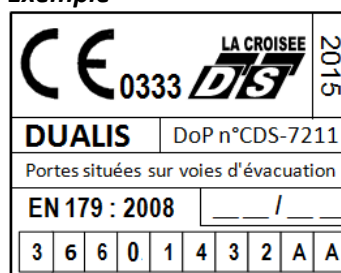 Exemple
CE 0333 LA CROISEE DS 2015
DUALIS DoP n°CDS-7211
Portes situées sur voies d'évacuation
EN 179 : 2008 __ __ / __ __
3 6 6 0 1 4 3 2 A A